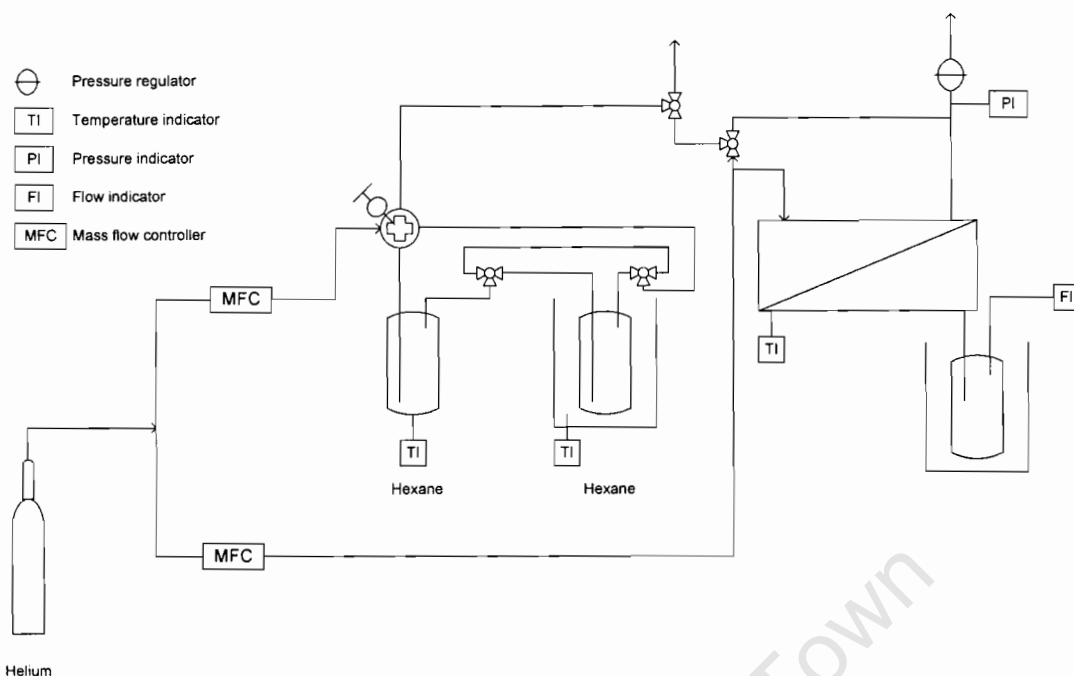 Pressure regulator
TI Temperature indicator
PI Pressure indicator
FI Flow indicator
MFC Mass flow controller
PI
MFC
TI
FI
TI
TI
Hexane
Hexane
MFC
Helium
Town